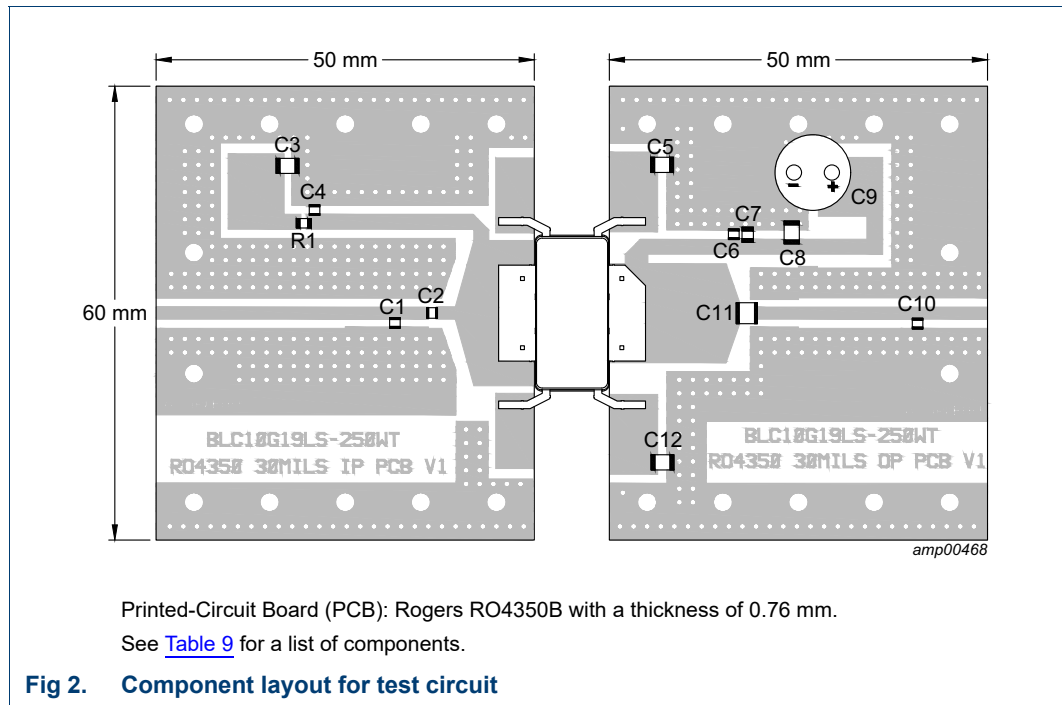 50 mm
50 mm
60 mm
C3
C4
R1
C1
C2
C5
C9
C7
C6
C8
C11
C10
C12
- +
BLC10G19LS-250WT
RO4350 30MILS IP PCB V1
BLC10G19LS-250WT
RO4350 30MILS OP PCB V1
amp00468
Printed-Circuit Board (PCB): Rogers RO4350B with a thickness of 0.76 mm.
See Table 9 for a list of components.
Fig 2. Component layout for test circuit